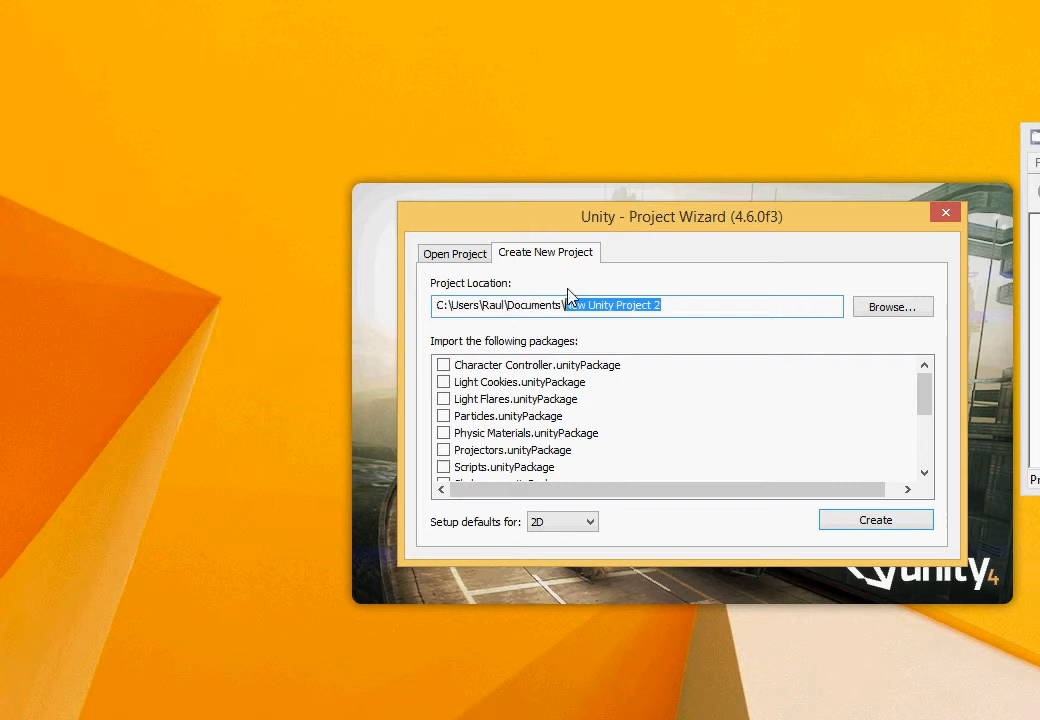 Unity - Project Wizard (4.6.0f3)
Open Project
Create New Project
Project Location:
C:\Users\Raul\Documents\New Unity Project 2
Browse...
Import the following packages:
Character Controller.unityPackage
Light Cookies.unityPackage
Light Flares.unityPackage
Particles.unityPackage
Physic Materials.unityPackage
Projectors.unityPackage
Scripts.unityPackage
Setup defaults for: 2D
Create
unity4